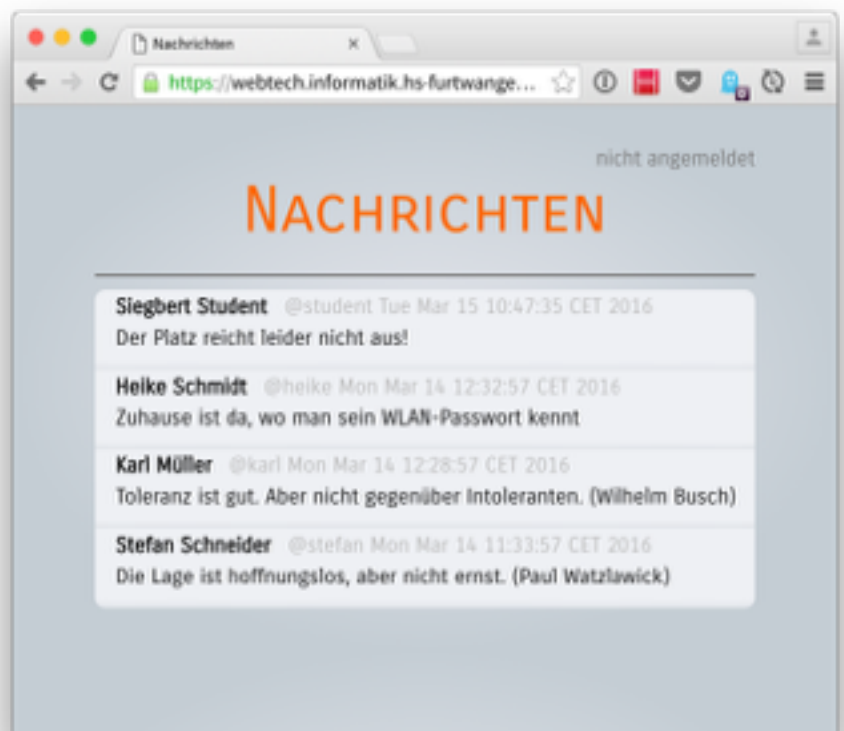 Nachrichten
https://webtech.informatik.hs-furtwange...
nicht angemeldet
NACHRICHTEN
Siegbert Student @student Tue Mar 15 10:47:35 CET 2016
Der Platz reicht leider nicht aus!
Heike Schmidt @heike Mon Mar 14 12:32:57 CET 2016
Zuhause ist da, wo man sein WLAN-Passwort kennt
Karl Müller @karl Mon Mar 14 12:28:57 CET 2016
Toleranz ist gut. Aber nicht gegenüber Intoleranten. (Wilhelm Busch)
Stefan Schneider @stefan Mon Mar 14 11:33:57 CET 2016
Die Lage ist hoffnungslos, aber nicht ernst. (Paul Watzlawick)